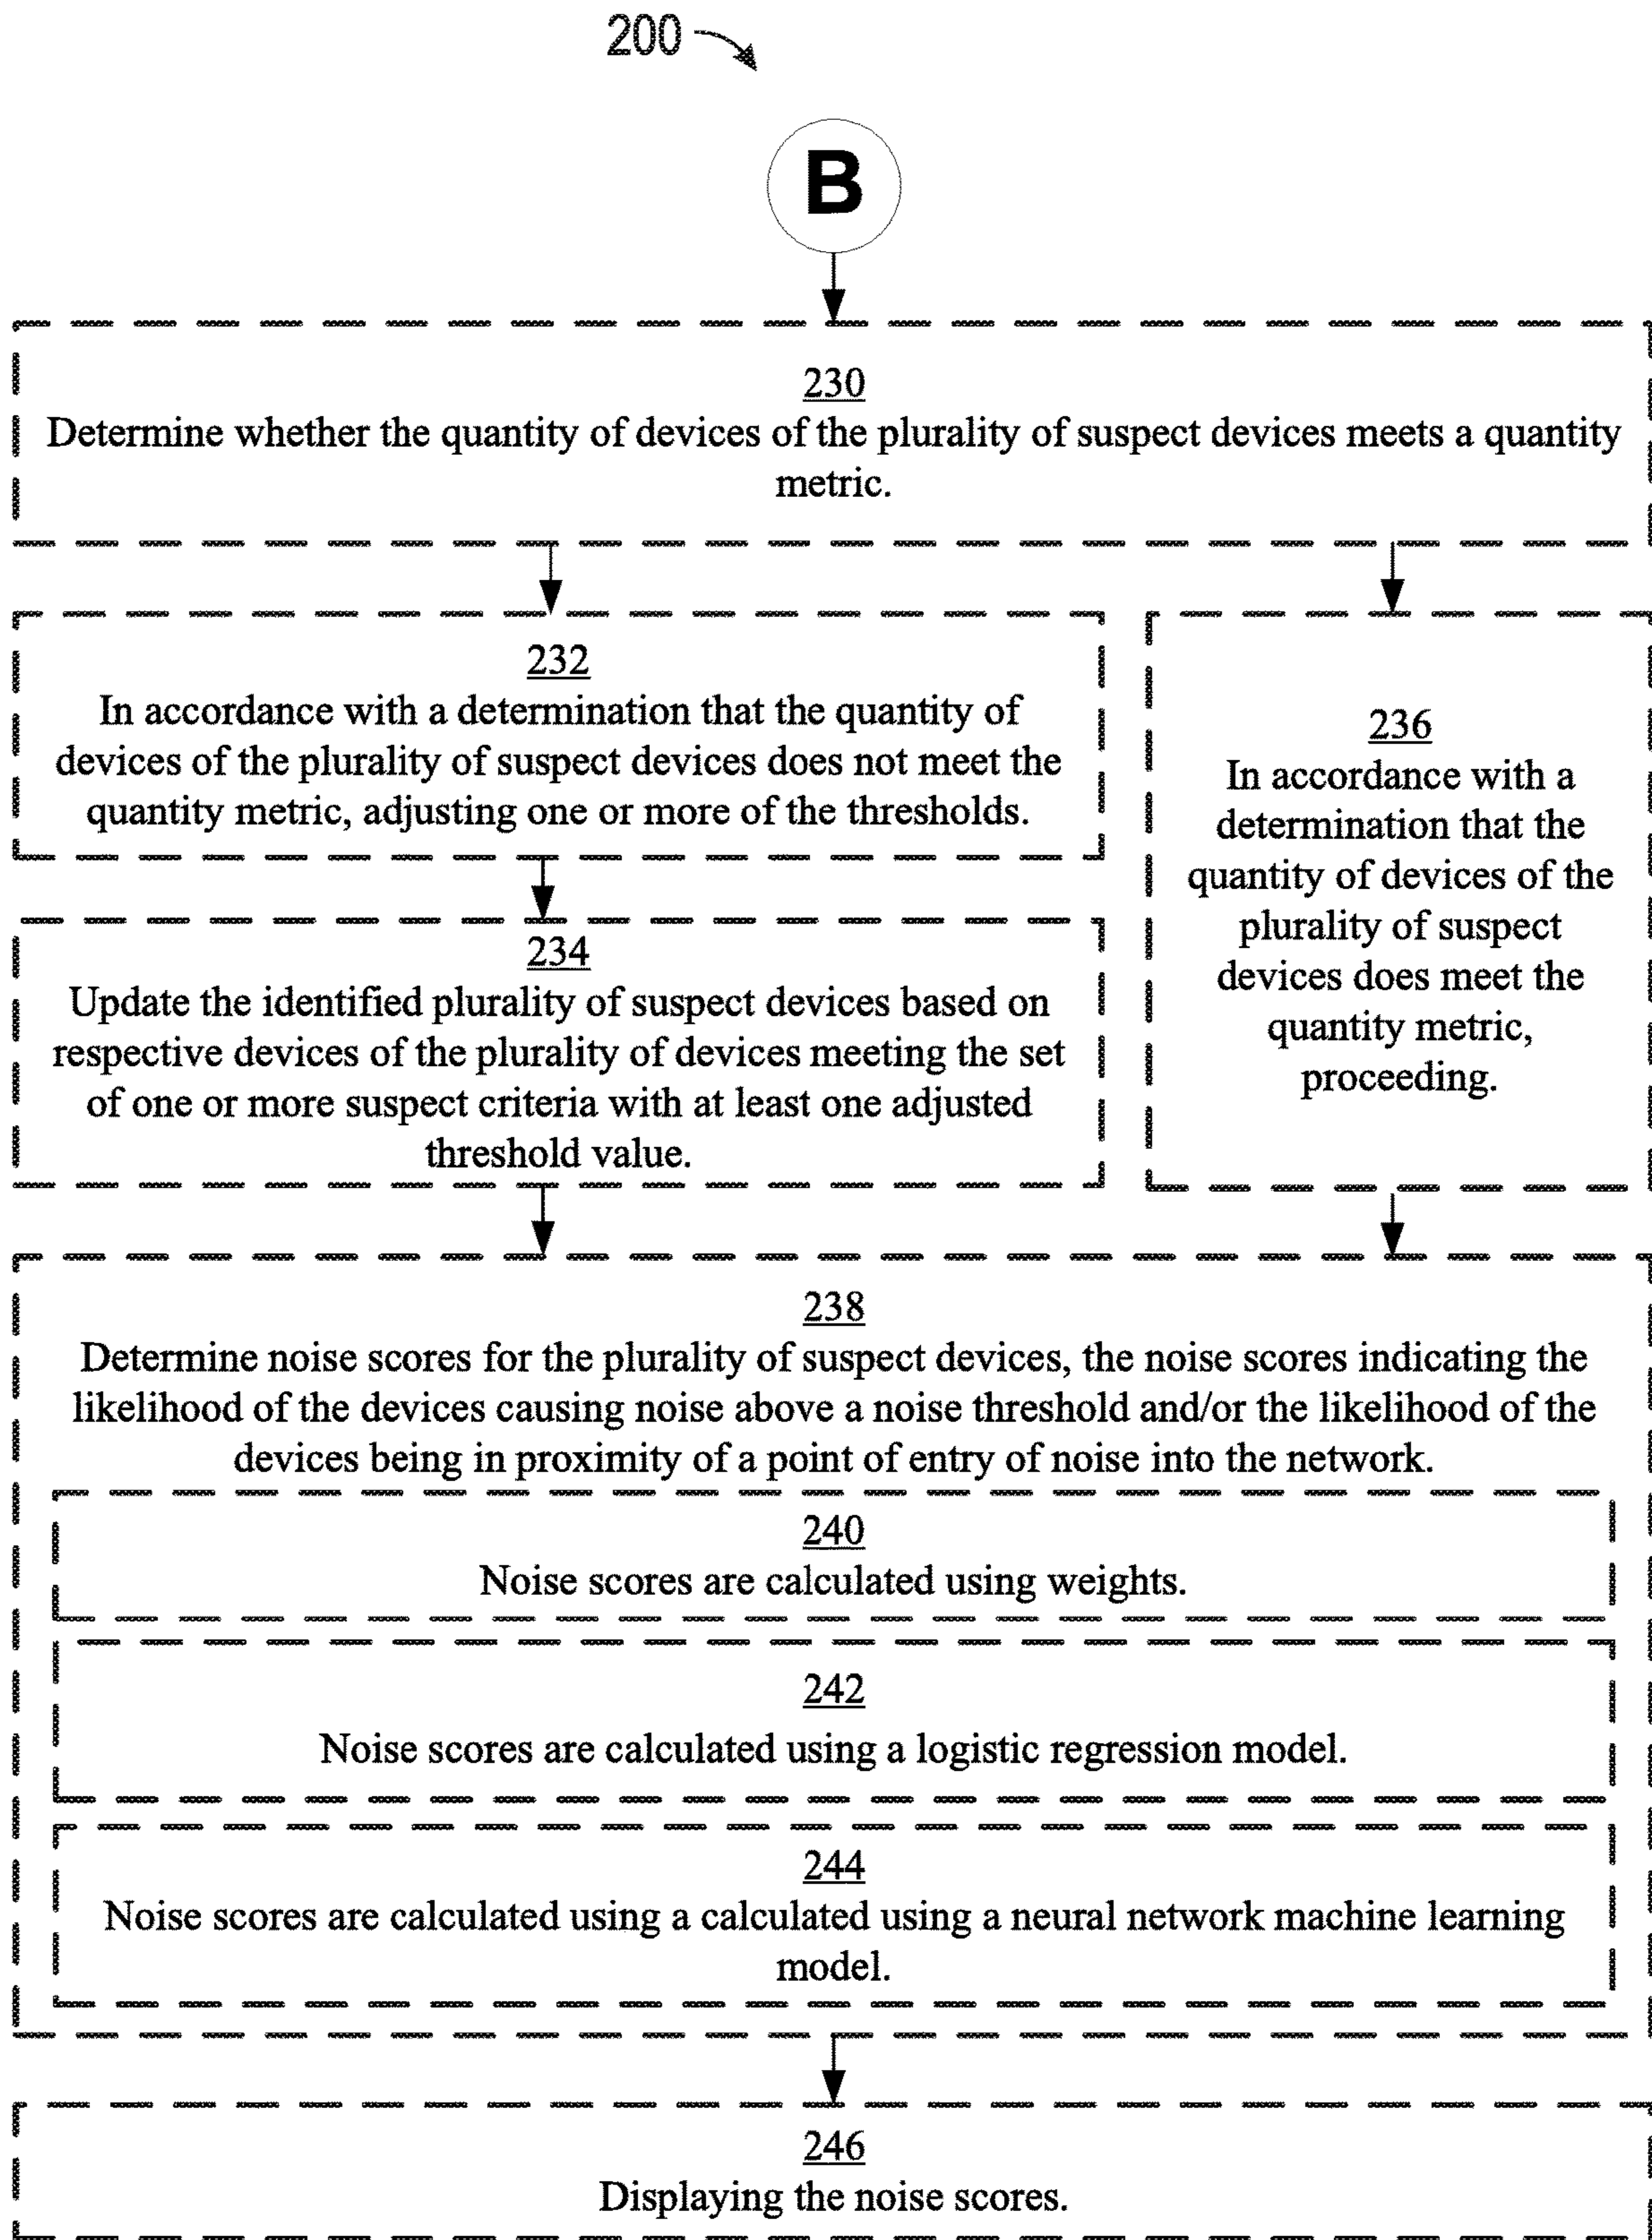 200
B
230
Determine whether the quantity of devices of the plurality of suspect devices meets a quantity
metric.
232
In accordance with a determination that the quantity of
devices of the plurality of suspect devices does not meet the
quantity metric, adjusting one or more of the thresholds.
234
Update the identified plurality of suspect devices based on
respective devices of the plurality of devices meeting the set
of one or more suspect criteria with at least one adjusted
threshold value.
236
In accordance with a
determination that the
quantity of devices of the
plurality of suspect
devices does meet the
quantity metric,
proceeding.
238
Determine noise scores for the plurality of suspect devices, the noise scores indicating the
likelihood of the devices causing noise above a noise threshold and/or the likelihood of the
devices being in proximity of a point of entry of noise into the network.
240
Noise scores are calculated using weights.
242
Noise scores are calculated using a logistic regression model.
244
Noise scores are calculated using a calculated using a neural network machine learning
model.
246
Displaying the noise scores.